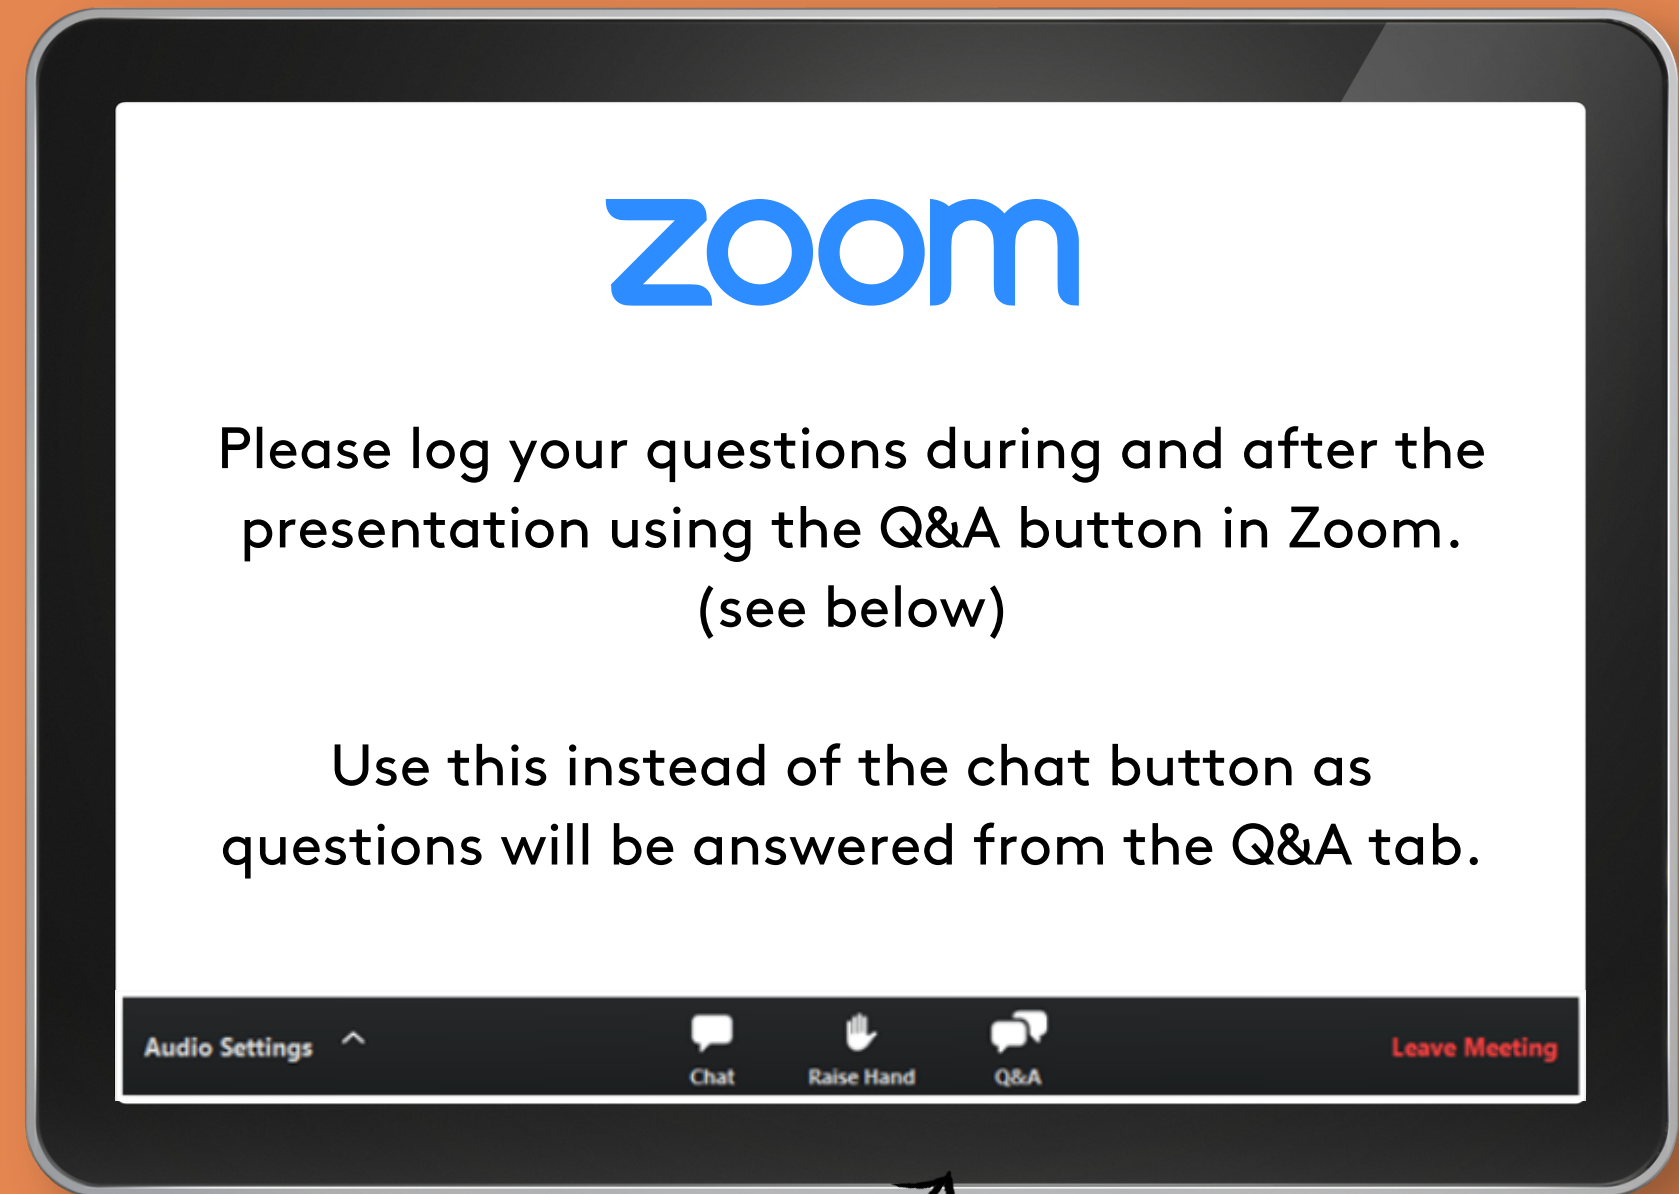 zoom
Please log your questions during and after the
presentation using the Q&A button in Zoom.
(see below)
Use this instead of the chat button as
questions will be answered from the Q&A tab.
Audio Settings
Chat
Raise Hand
Q&A
Leave Meeting